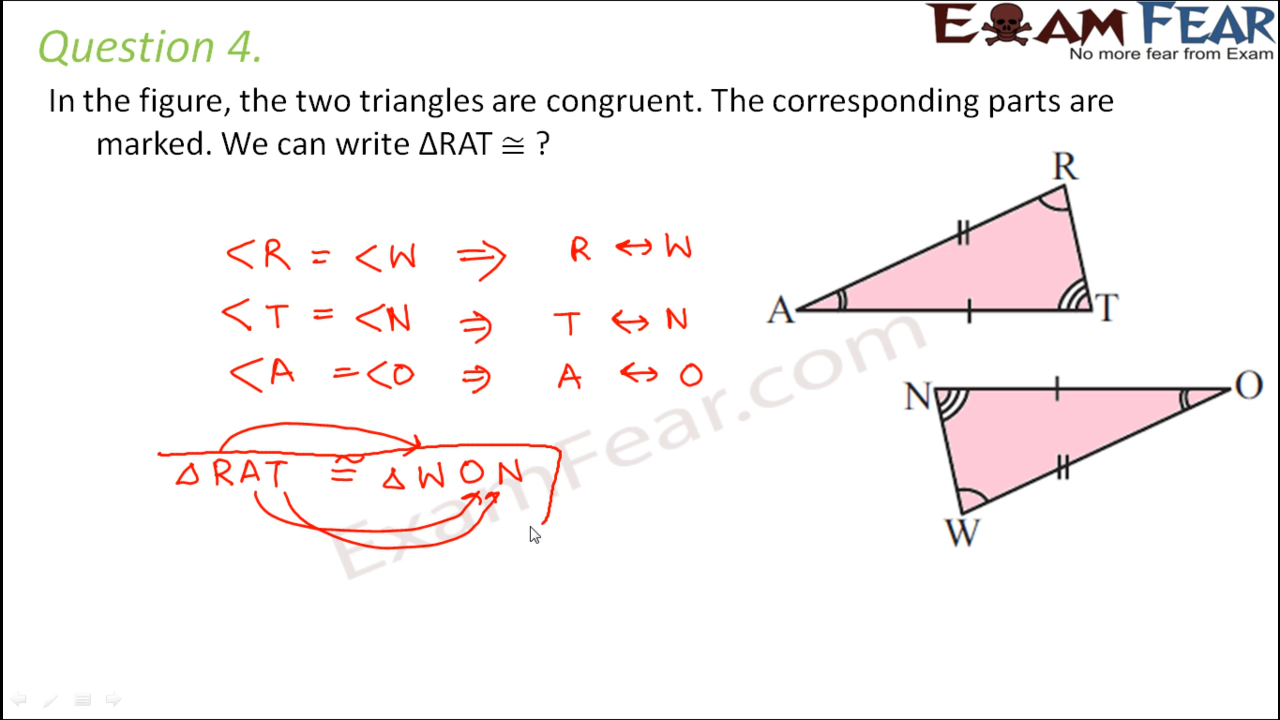 Question 4.
EXAM FEAR
No more fear from Exam
In the figure, the two triangles are congruent. The corresponding parts are
marked. We can write ΔRAT ≅ ?
R
A
T
N
O
W
<R = <W ⇒ R ↔ W
<T = <N ⇒ T ↔ N
<A = <O ⇒ A ↔ O
ΔRAT ≅ ΔWON
ExamFear.com